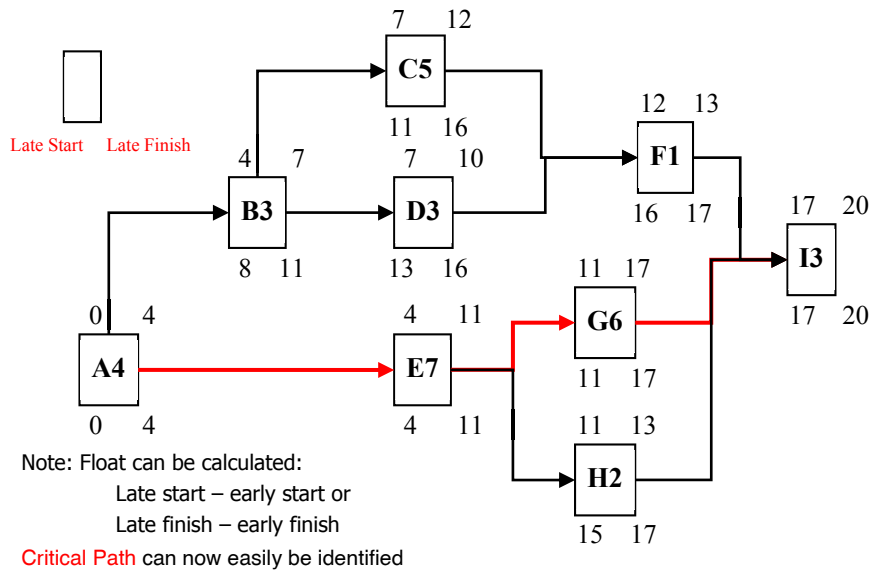 7 12
C5
11 16
Late Start Late Finish
12 13
F1
16 17
4 7
B3
8 11
7 10
D3
13 16
17 20
I3
17 20
0 4
A4
0 4
4 11
E7
4 11
11 17
G6
11 17
11 13
H2
15 17
Note: Float can be calculated:
Late start – early start or
Late finish – early finish
Critical Path can now easily be identified